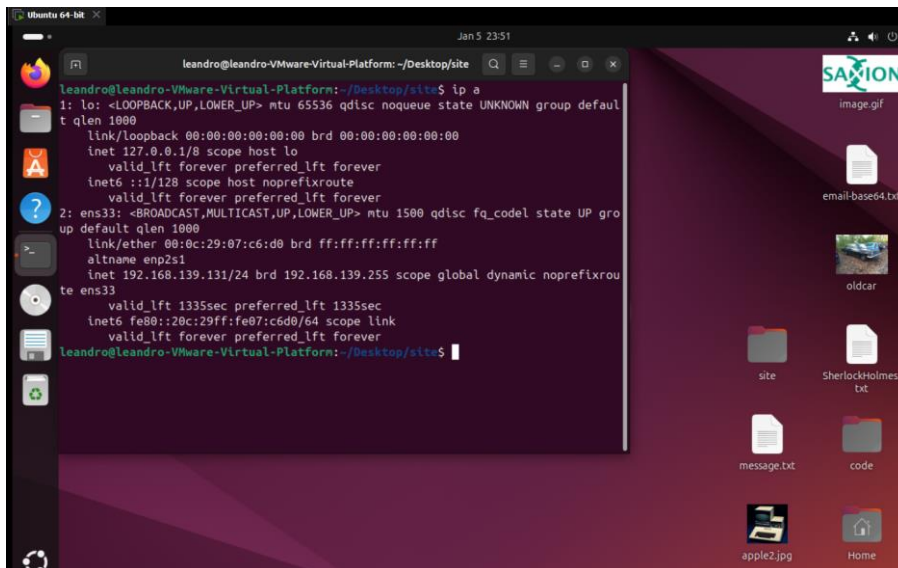 Ubuntu 64-bit
Jan 5 23:51
leandro@leandro-VMware-Virtual-Platform: ~/Desktop/site
leandro@leandro-VMware-Virtual-Platform:~/Desktop/site$ ip a
1: lo: <LOOPBACK,UP,LOWER_UP> mtu 65536 qdisc noqueue state UNKNOWN group defaul
t qlen 1000
link/loopback 00:00:00:00:00:00 brd 00:00:00:00:00:00
inet 127.0.0.1/8 scope host lo
valid_lft forever preferred_lft forever
inet6 ::1/128 scope host noprefixroute
valid_lft forever preferred_lft forever
2: ens33: <BROADCAST,MULTICAST,UP,LOWER_UP> mtu 1500 qdisc fq_codel state UP gro
up default qlen 1000
link/ether 00:0c:29:07:c6:d0 brd ff:ff:ff:ff:ff:ff
altname enp2s1
inet 192.168.139.131/24 brd 192.168.139.255 scope global dynamic noprefixrou
te ens33
valid_lft 1335sec preferred_lft 1335sec
inet6 fe80::20c:29ff:fe07:c6d0/64 scope link
valid_lft forever preferred_lft forever
leandro@leandro-VMware-Virtual-Platform:~/Desktop/site$
SAXION
image.gif
email-base64.txt
oldcar
site
SherlockHolmes.
txt
message.txt
code
apple2.jpg
Home